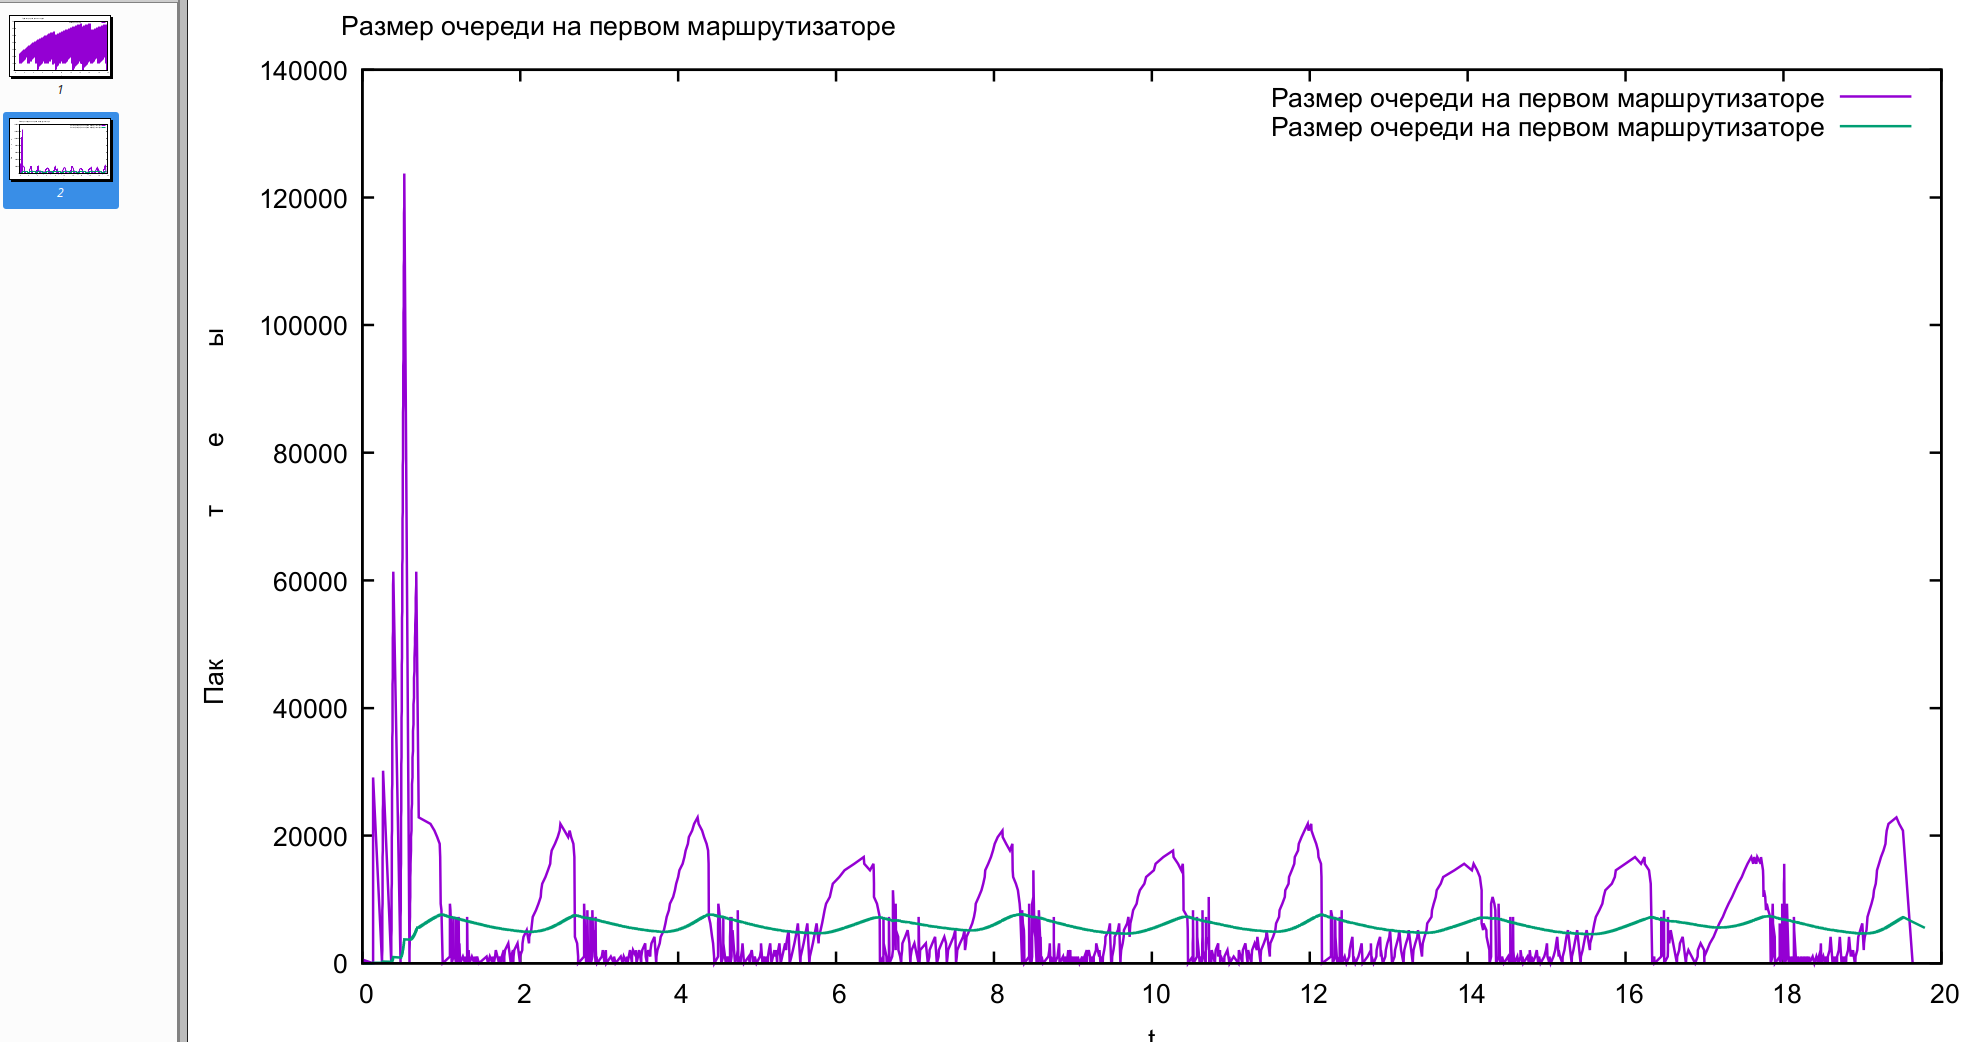 1
2
Размер очереди на первом маршрутизаторе
Размер очереди на первом маршрутизаторе
Размер очереди на первом маршрутизаторе
140000
120000
100000
80000
60000
40000
20000
0
Пак т е ы
0 2 4 6 8 10 12 14 16 18 20
t